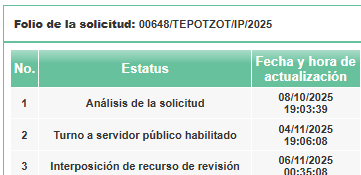 Folio de la solicitud: 00648/TEPOTZOT/IP/2025
No. Estatus Fecha y hora de actualización
1 Análisis de la solicitud 08/10/2025 19:03:39
2 Turno a servidor público habilitado 04/11/2025 19:06:08
3 Interposición de recurso de revisión 06/11/2025 00:35:08